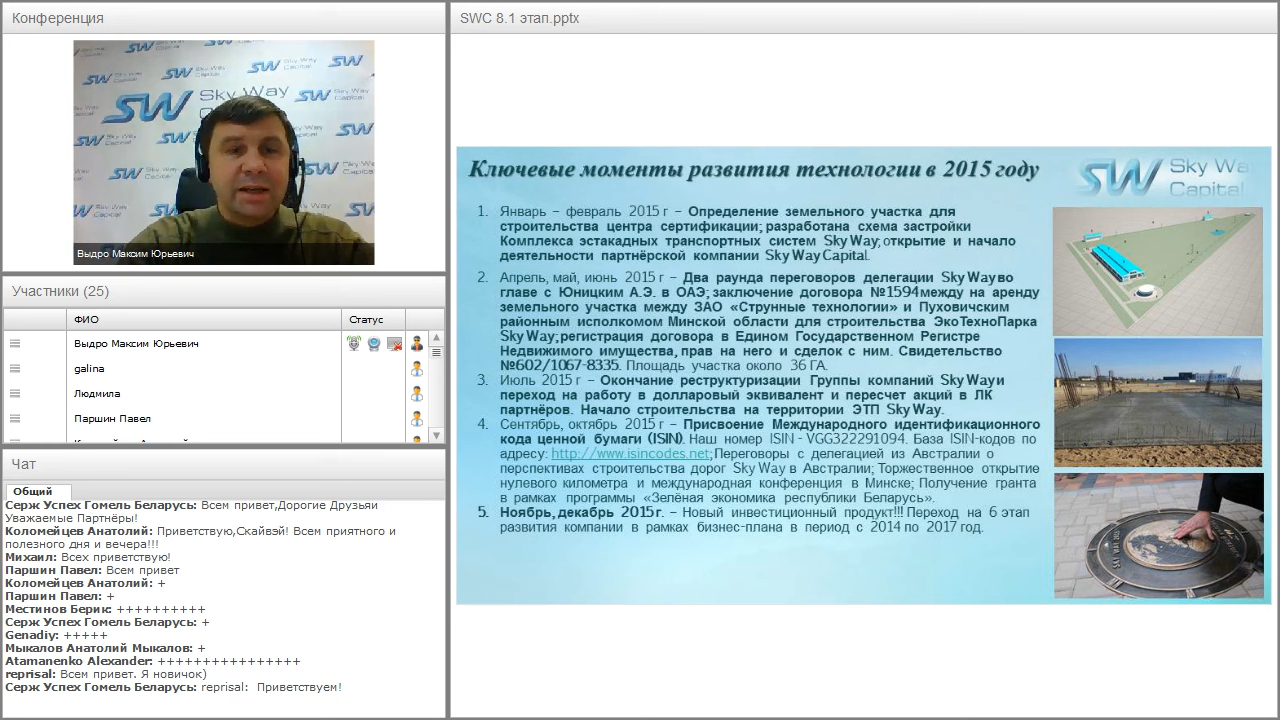 Конференция
SW Sky Way Capital
Выдро Максим Юрьевич
Участники (25)
ФИО Статус
Выдро Максим Юрьевич
galina
Людмила
Паршин Павел
Чат
Общий
Серж Успех Гомель Беларусь: Всем привет,Дорогие Друзьяи
Уважаемые Партнёры!
Коломейцев Анатолий: Приветствую,Скайвэй! Всем приятного и
полезного дня и вечера!!!
Михаил: Всех приветствую!
Паршин Павел: Всем привет
Коломейцев Анатолий: +
Паршин Павел: +
Местинов Берик: ++++++++++
Серж Успех Гомель Беларусь: +
Genadiy: +++++
Мыкалов Анатолий Мыкалов: +
Atamanenko Alexander: ++++++++++++++++
reprisal: Всем привет. Я новичок)
Серж Успех Гомель Беларусь: reprisal: Приветствуем!
SWC 8.1 этап.pptx
Ключевые моменты развития технологии в 2015 году
SW Sky Way
Capital
1. Январь – февраль 2015 г – Определение земельного участка для
строительства центра сертификации; разработана схема застройки
Комплекса эстакадных транспортных систем Sky Way; открытие и начало
деятельности партнёрской компании Sky Way Capital.
2. Апрель, май, июнь 2015 г – Два раунда переговоров делегации Sky Way во
главе с Юницким А.Э. в ОАЭ; заключение договора №1594 между на аренду
земельного участка между ЗАО «Струнные технологии» и Пуховичским
районным исполкомом Минской области для строительства ЭкоТехноПарка
Sky Way; регистрация договора в Едином Государственном Регистре
Недвижимого имущества, прав на него и сделок с ним. Свидетельство
№602/1067-8335. Площадь участка около 36 ГА.
3. Июль 2015 г – Окончание реструктуризации Группы компаний Sky Way и
переход на работу в долларовый эквивалент и пересчет акций в ЛК
партнёров. Начало строительства на территории ЭТП Sky Way.
4. Сентябрь, октябрь 2015 г – Присвоение Международного идентификационного
кода ценной бумаги (ISIN). Наш номер ISIN - VGG322291094. База ISIN-кодов по
адресу: http://www.isincodes.net; Переговоры с делегацией из Австралии о
перспективах строительства дорог Sky Way в Австралии; Торжественное открытие
нулевого километра и международная конференция в Минске; Получение гранта
в рамках программы «Зелёная экономика республики Беларусь».
5. Ноябрь, декабрь 2015 г. – Новый инвестиционный продукт!!! Переход на 6 этап
развития компании в рамках бизнес-плана в период с 2014 по 2017 год.